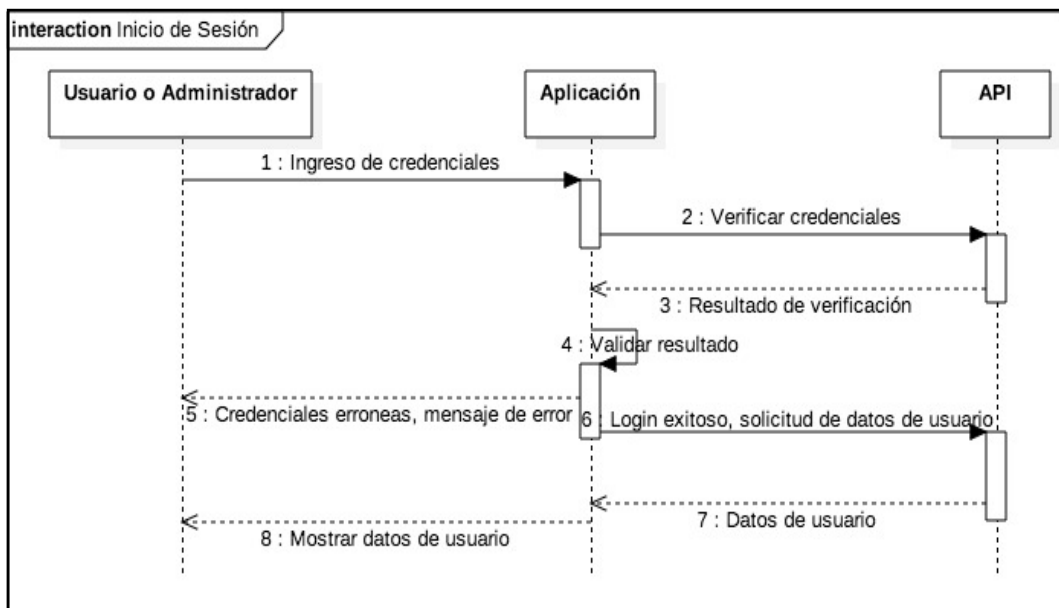 interaction Inicio de Sesión
Usuario o Administrador
Aplicación
API
1 : Ingreso de credenciales
2 : Verificar credenciales
3 : Resultado de verificación
4 : Validar resultado
5 : Credenciales erroneas, mensaje de error
6 : Login exitoso, solicitud de datos de usuario
7 : Datos de usuario
8 : Mostrar datos de usuario